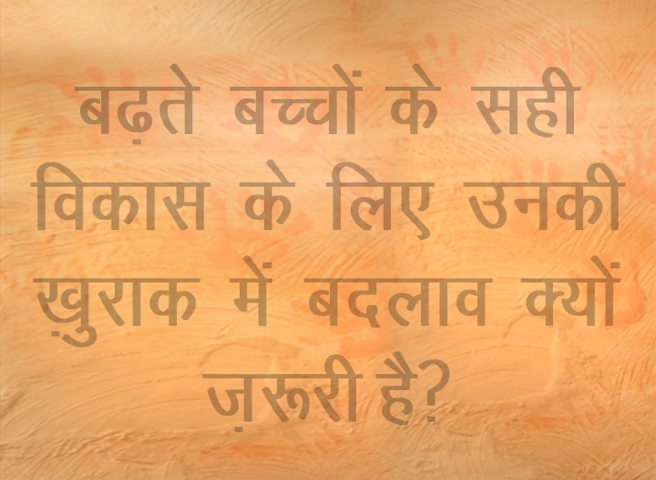 बढ़ते बच्चों के सही
विकास के लिए उनकी
ख़ुराक में बदलाव क्यों
ज़रूरी है?